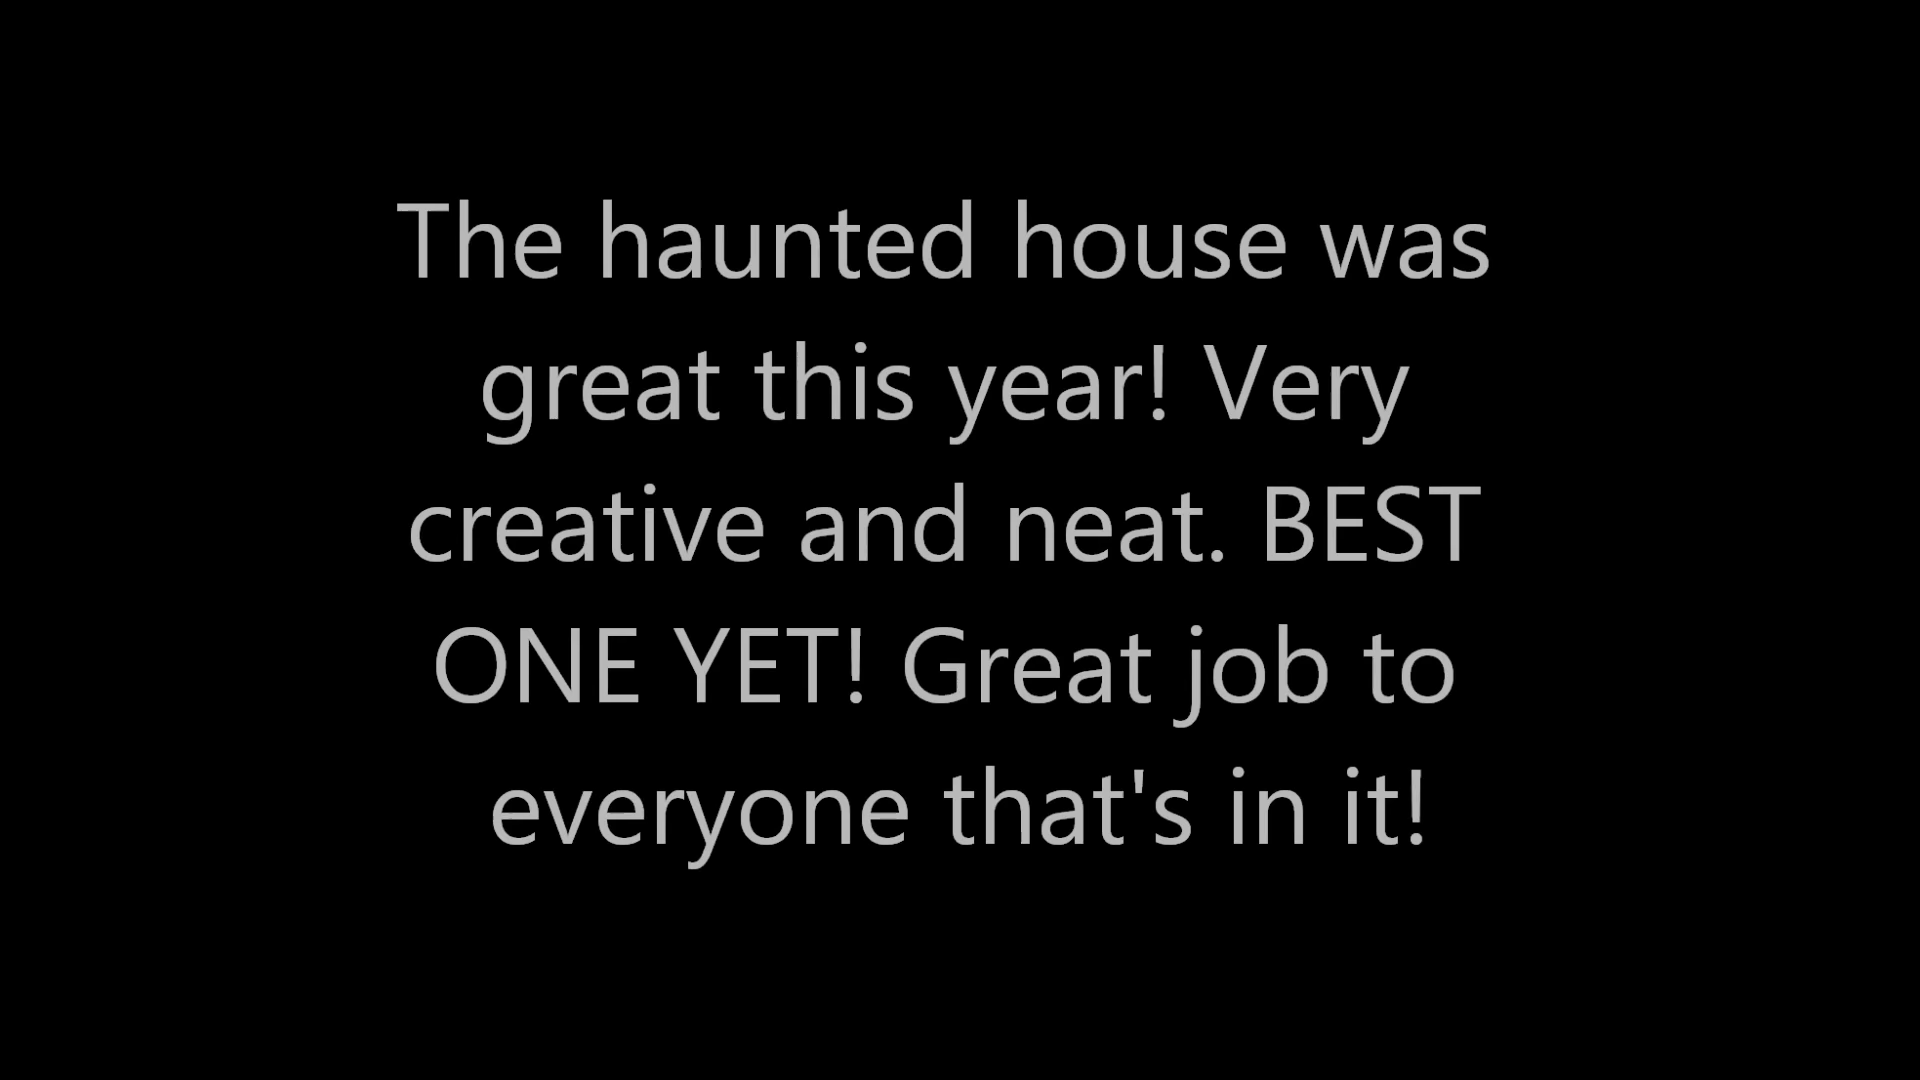 The haunted house was
great this year! Very
creative and neat. BEST
ONE YET! Great job to
everyone that's in it!